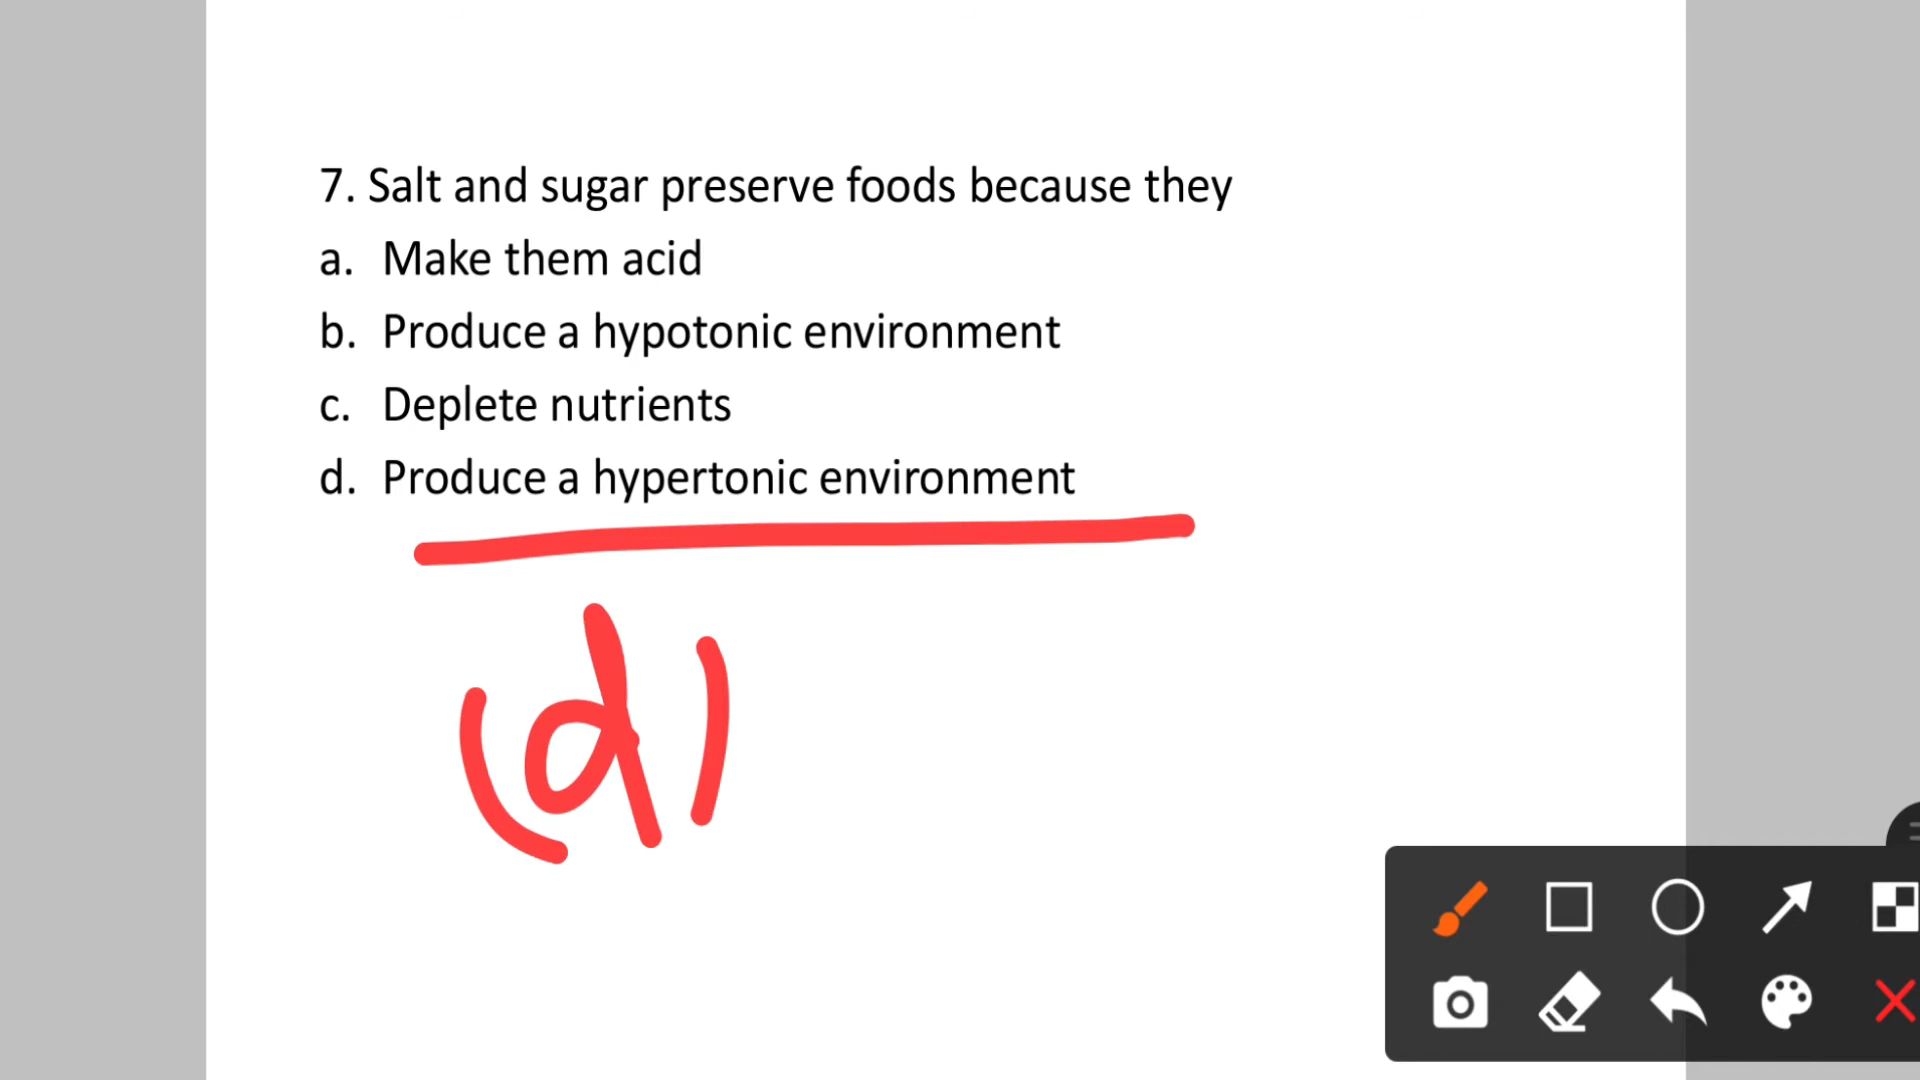 7. Salt and sugar preserve foods because they
a. Make them acid
b. Produce a hypotonic environment
c. Deplete nutrients
d. Produce a hypertonic environment
(d)